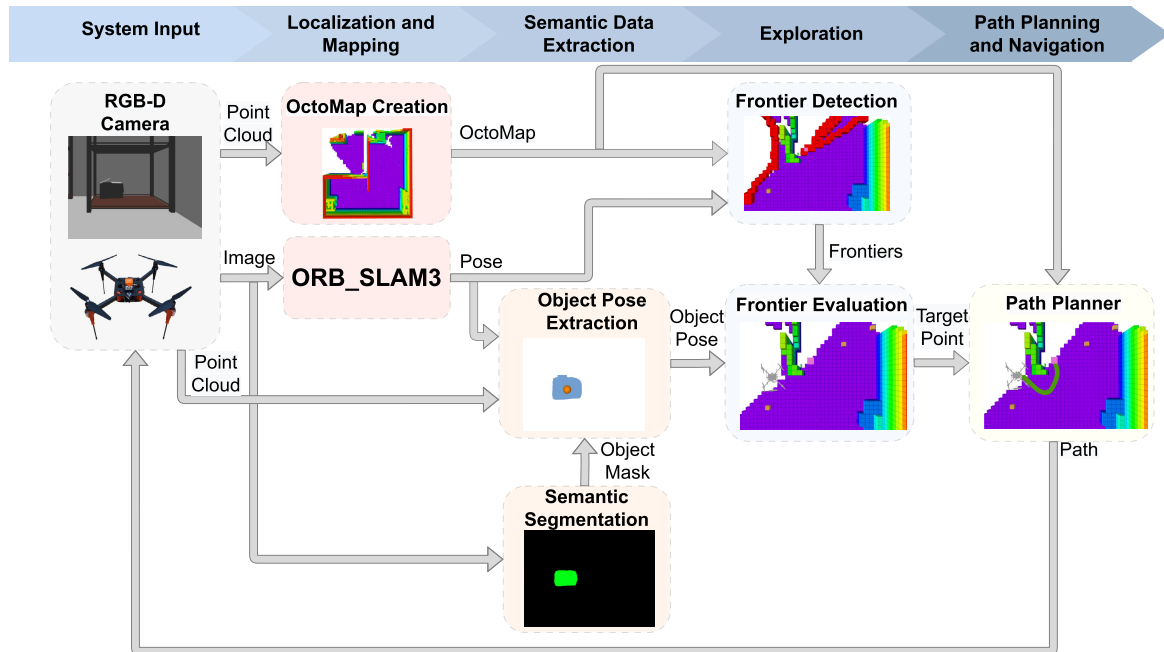 System Input
Localization and
Mapping
Semantic Data
Extraction
Exploration
Path Planning
and Navigation
RGB-D
Camera
Point
Cloud
OctoMap Creation
OctoMap
Frontier Detection
Image
ORB_SLAM3
Pose
Frontiers
Object Pose
Extraction
Object
Pose
Frontier Evaluation
Target
Point
Path Planner
Point
Cloud
Object
Mask
Path
Semantic
Segmentation